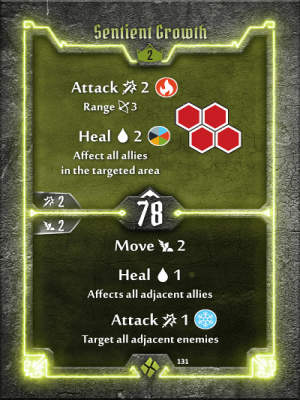 Sentient Growth
2
Attack 2
Range 3
Heal 2
Affect all allies
in the targeted area
2
78
2
Move 2
Heal 1
Affects all adjacent allies
Attack 1
Target all adjacent enemies
131